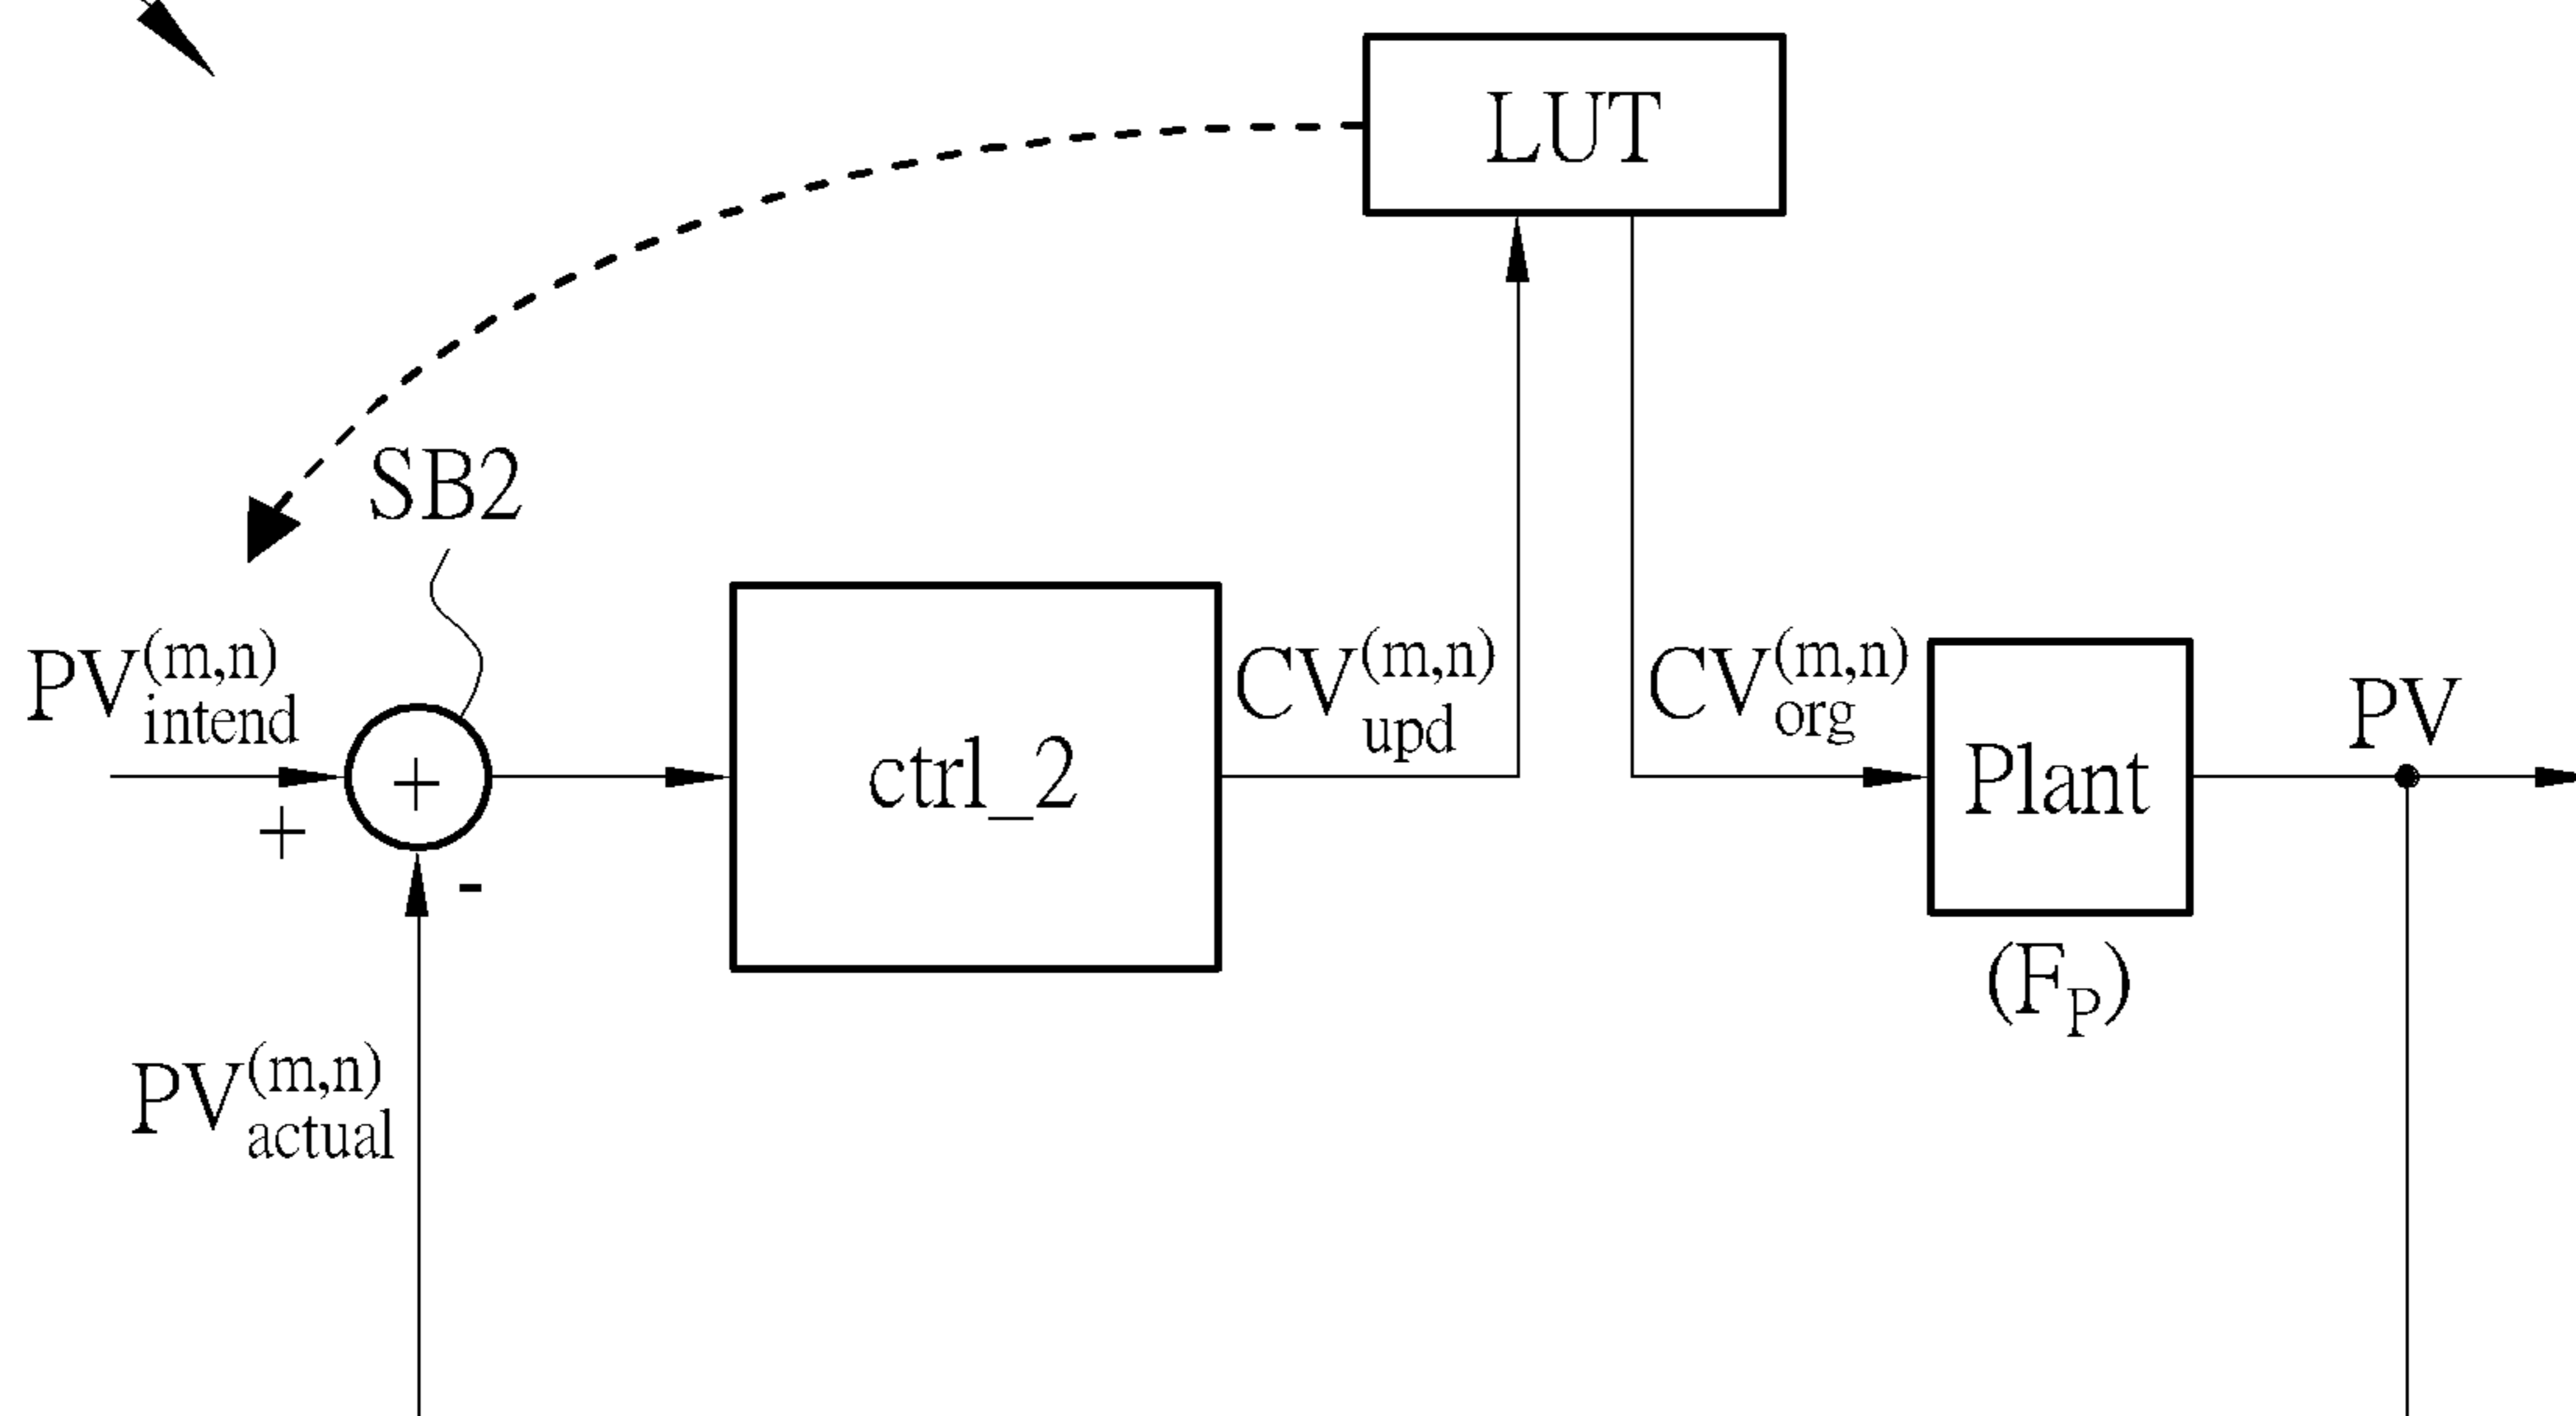 LUT
SB2
PV(m,n)intend
+
+
-
ctrl_2
CV(m,n)upd
CV(m,n)org
Plant
(FP)
PV
PV(m,n)actual